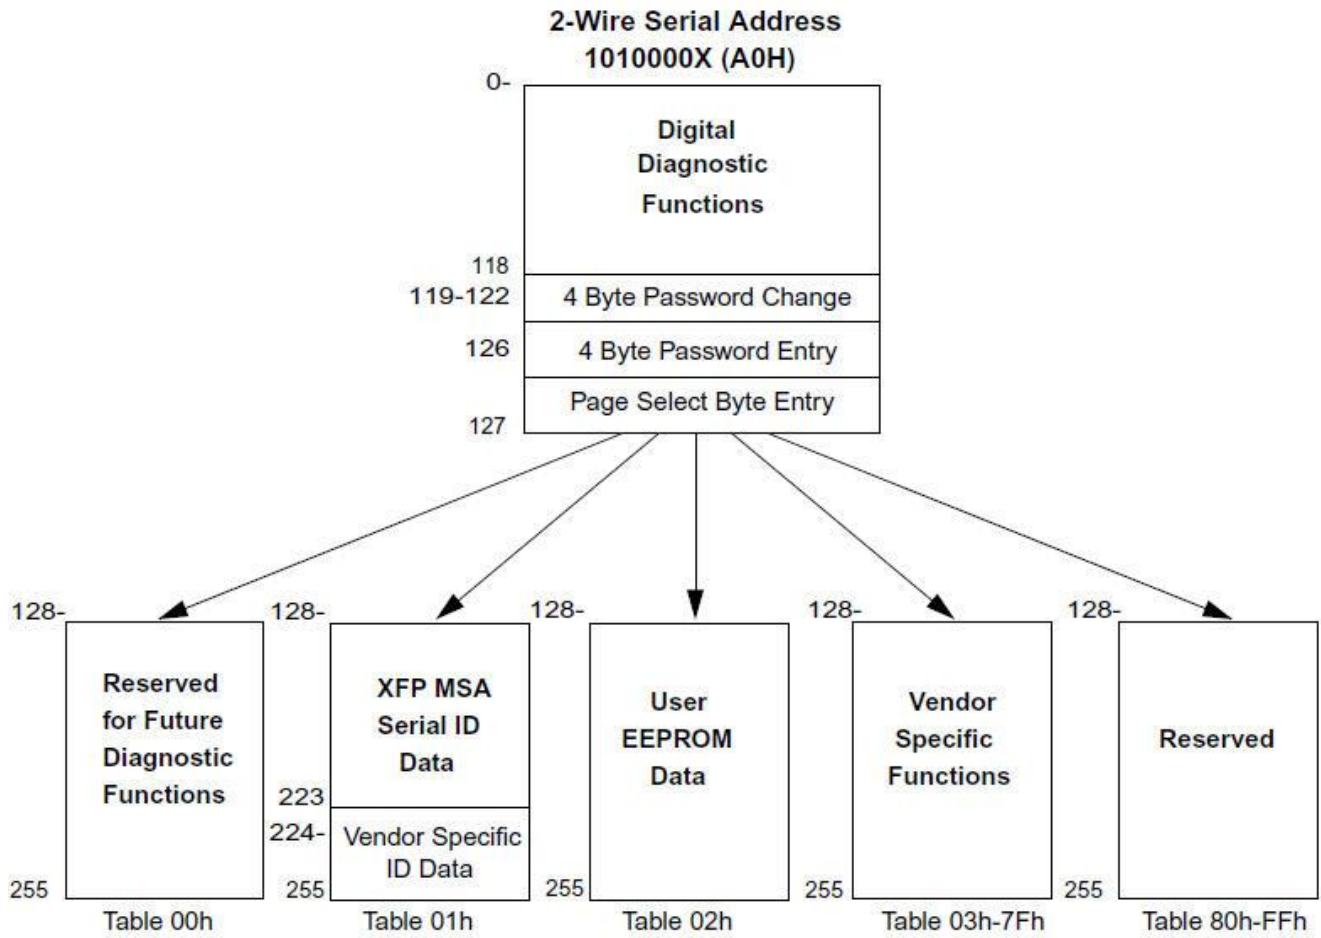 2-Wire Serial Address
1010000X (A0H)
0-
Digital
Diagnostic
Functions
118
119-122
4 Byte Password Change
126
4 Byte Password Entry
Page Select Byte Entry
127
128-
128-
128-
128-
128-
Reserved
for Future
Diagnostic
Functions
255
Table 00h
XFP MSA
Serial ID
Data
223
224-
Vendor Specific
ID Data
255
Table 01h
User
EEPROM
Data
255
Table 02h
Vendor
Specific
Functions
255
Table 03h-7Fh
Reserved
255
Table 80h-FFh